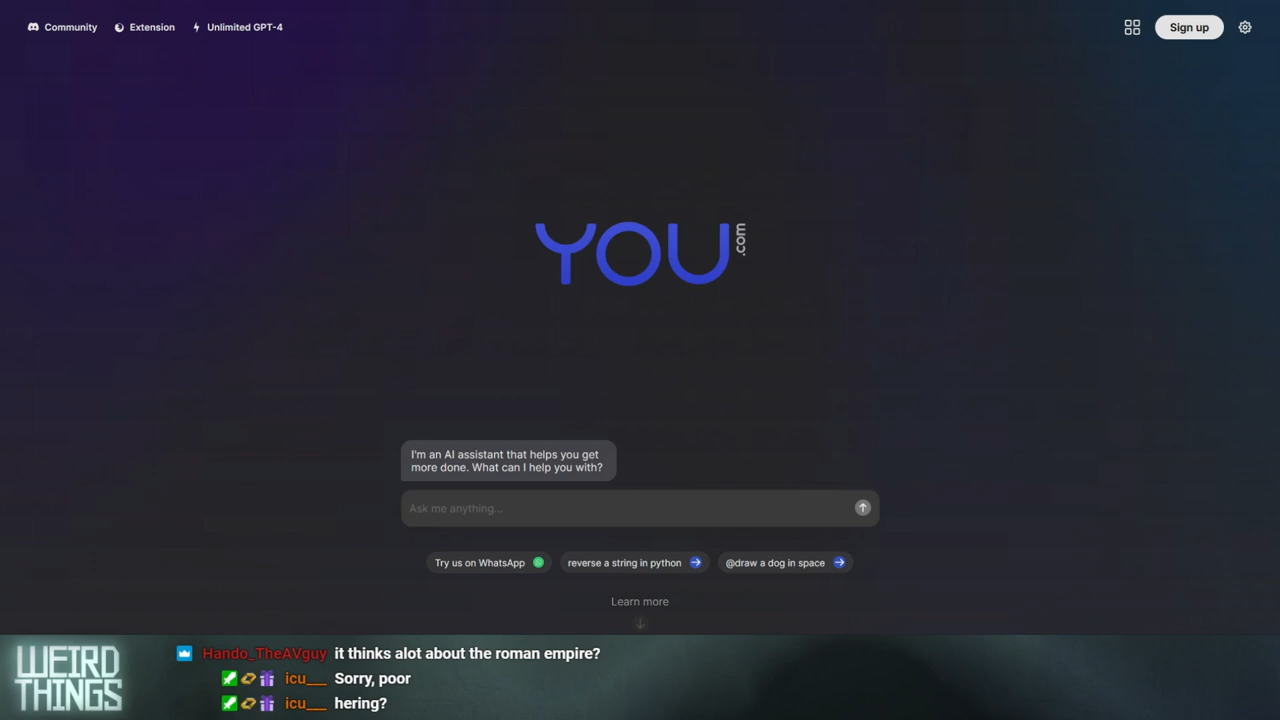 Community Extension Unlimited GPT-4 Sign up
YOU.com
I'm an AI assistant that helps you get
more done. What can I help you with?
Ask me anything...
Try us on WhatsApp reverse a string in python @draw a dog in space
Learn more
WEIRD
THINGS
Hando_TheAVguy it thinks alot about the roman empire?
icu___ Sorry, poor
icu___ hering?